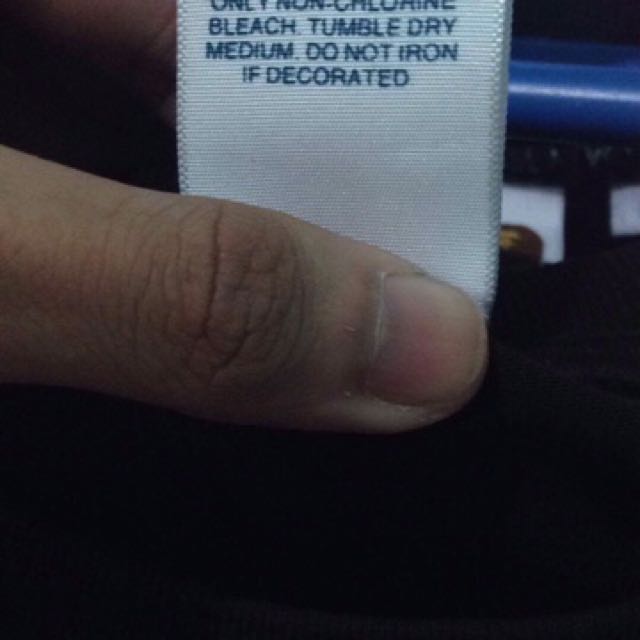 ONLY NON-CHLORINE
BLEACH. TUMBLE DRY
MEDIUM. DO NOT IRON
IF DECORATED